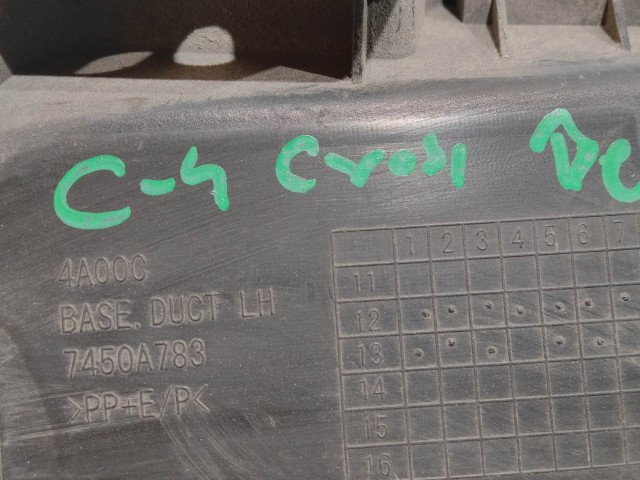 C-4 Cross
4A00C
BASE, DUCT LH
7450A783
>PP+E/P<
1 2 3 4 5 6 7
11
12
13
14
15
16